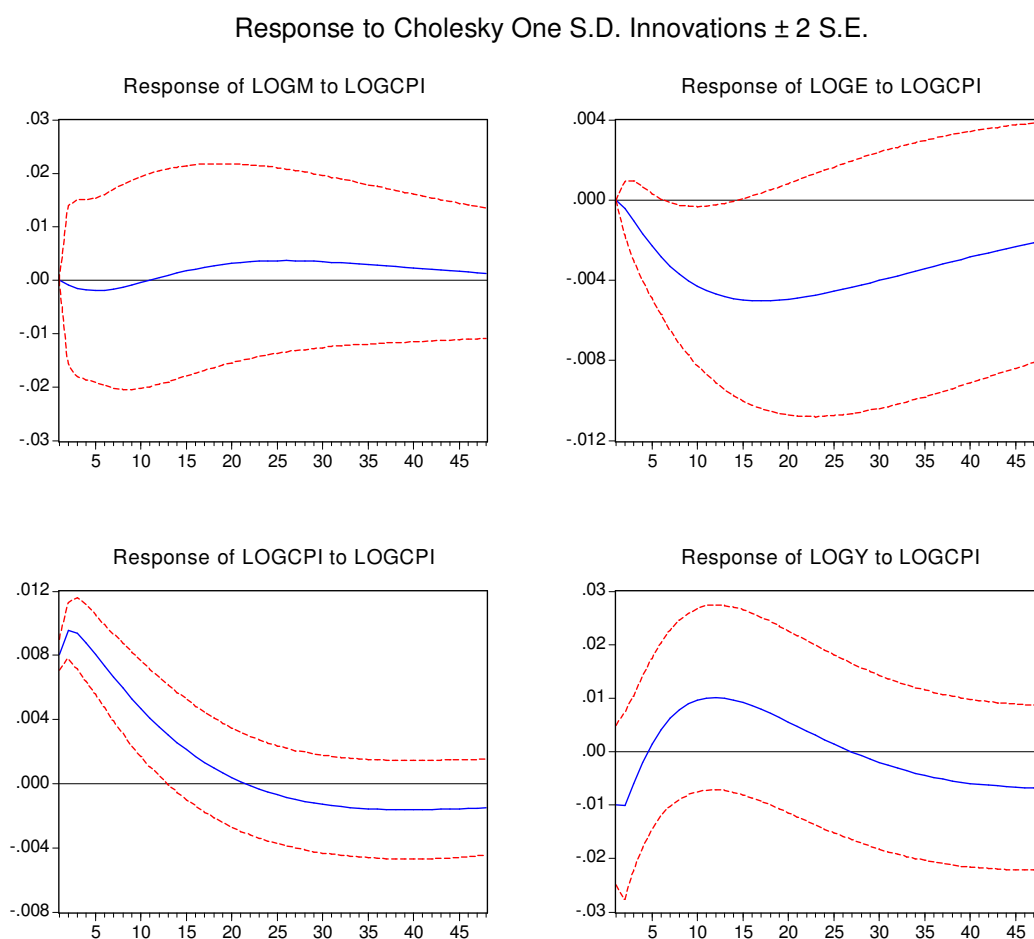 Response to Cholesky One S.D. Innovations ± 2 S.E.
Response of LOGM to LOGCPI
.03
.02
.01
.00
-.01
-.02
-.03
5 10 15 20 25 30 35 40 45
Response of LOGE to LOGCPI
.004
.000
-.004
-.008
-.012
5 10 15 20 25 30 35 40 45
Response of LOGCPI to LOGCPI
.012
.008
.004
.000
-.004
-.008
5 10 15 20 25 30 35 40 45
Response of LOGY to LOGCPI
.03
.02
.01
.00
-.01
-.02
-.03
5 10 15 20 25 30 35 40 45